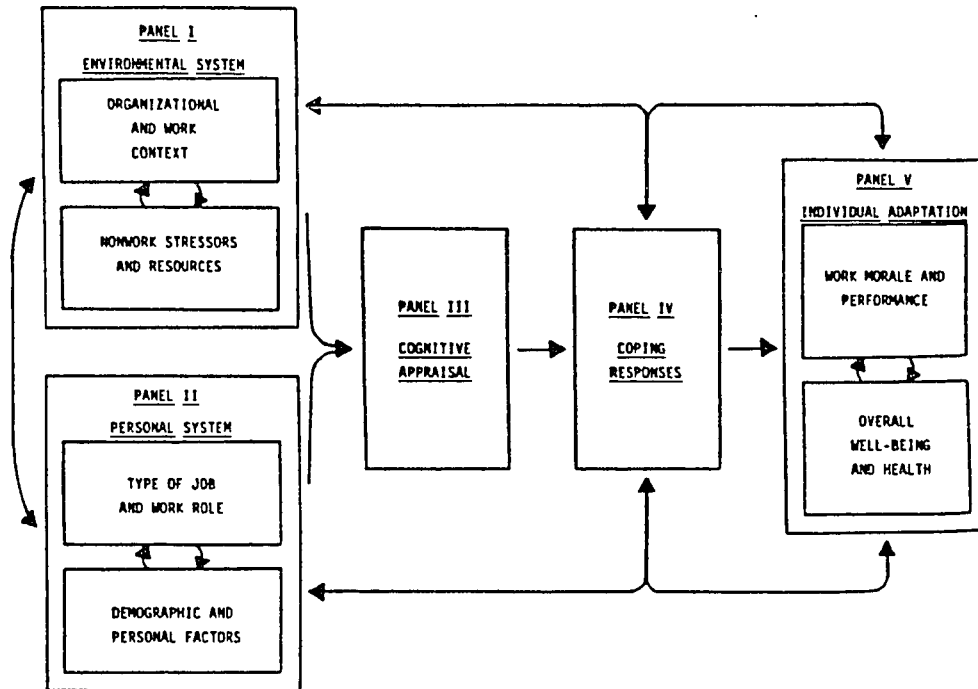 PANEL I
ENVIRONMENTAL SYSTEM
ORGANIZATIONAL
AND WORK
CONTEXT
NONWORK STRESSORS
AND RESOURCES
PANEL II
PERSONAL SYSTEM
TYPE OF JOB
AND WORK ROLE
DEMOGRAPHIC AND
PERSONAL FACTORS
PANEL III
COGNITIVE
APPRAISAL
PANEL IV
COPING
RESPONSES
PANEL V
INDIVIDUAL ADAPTATION
WORK MORALE AND
PERFORMANCE
OVERALL
WELL-BEING
AND HEALTH